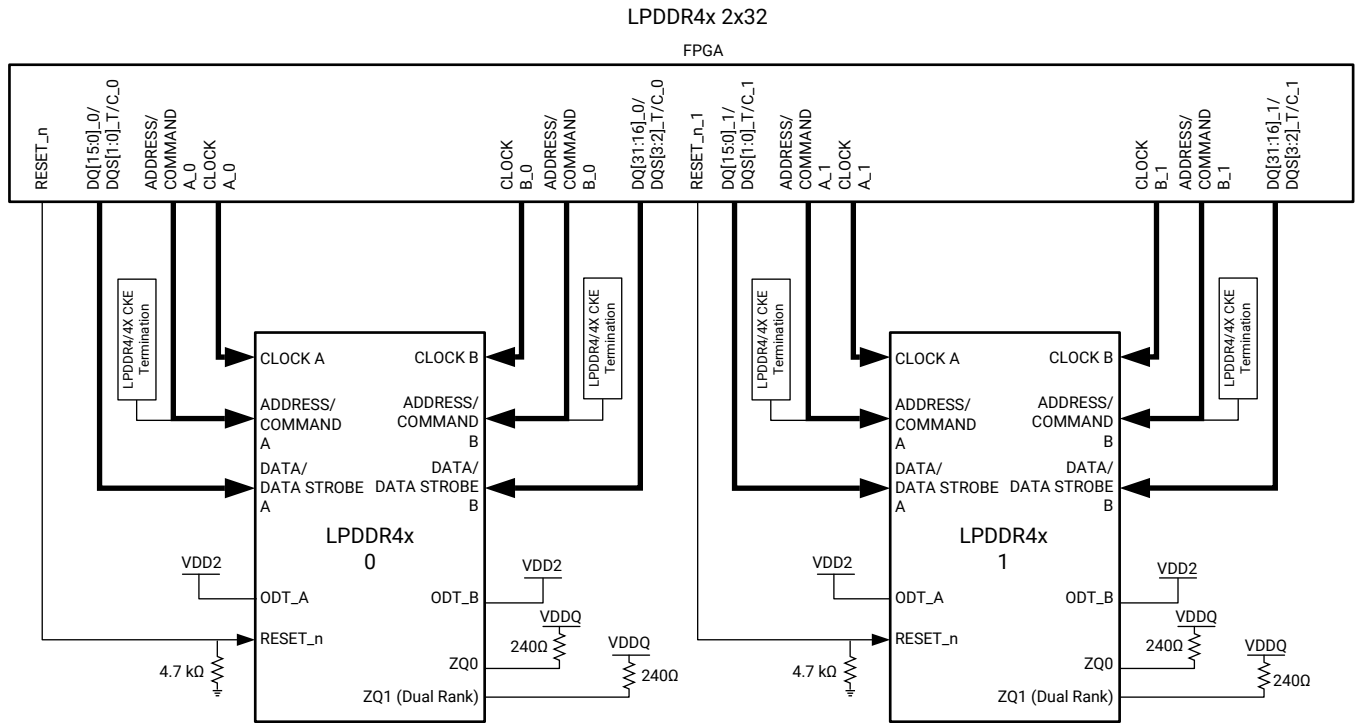 LPDDR4x 2x32
FPGA
RESET_n
DQ[15:0]_0/
DQS[1:0]_T/C_0
ADDRESS/
COMMAND
A_0
CLOCK
A_0
CLOCK
B_0
ADDRESS/
COMMAND
B_0
DQ[31:16]_0/
DQS[3:2]_T/C_0
RESET_n_1
DQ[15:0]_1/
DQS[1:0]_T/C_1
ADDRESS/
COMMAND
A_1
CLOCK
A_1
CLOCK
B_1
ADDRESS/
COMMAND
B_1
DQ[31:16]_1/
DQS[3:2]_T/C_1
LPDDR4/4X CKE
Termination
LPDDR4/4X CKE
Termination
LPDDR4/4X CKE
Termination
LPDDR4/4X CKE
Termination
CLOCK A
CLOCK B
ADDRESS/
COMMAND
A
ADDRESS/
COMMAND
B
DATA/
DATA STROBE
A
DATA/
DATA STROBE
B
LPDDR4x
0
VDD2
ODT_A
VDD2
ODT_B
RESET_n
4.7 kΩ
VDDQ
240Ω
ZQ0
VDDQ
240Ω
ZQ1 (Dual Rank)
CLOCK A
CLOCK B
ADDRESS/
COMMAND
A
ADDRESS/
COMMAND
B
DATA/
DATA STROBE
A
DATA/
DATA STROBE
B
LPDDR4x
1
VDD2
ODT_A
VDD2
ODT_B
RESET_n
4.7 kΩ
VDDQ
240Ω
ZQ0
VDDQ
240Ω
ZQ1 (Dual Rank)